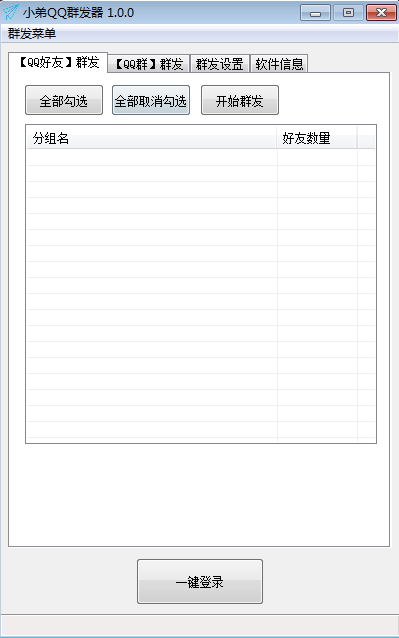 小弟QQ群发器 1.0.0
群发菜单
【QQ好友】群发 【QQ群】群发 群发设置 软件信息
全部勾选 全部取消勾选 开始群发
分组名 好友数量
一键登录